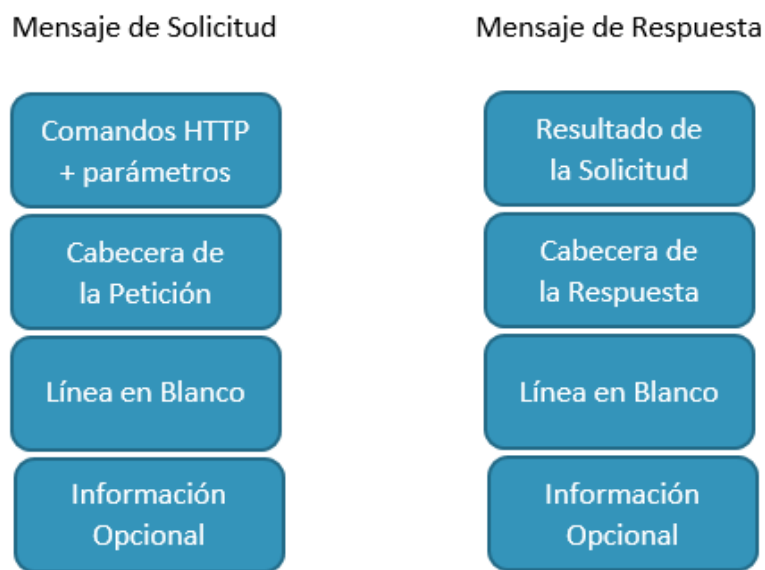 Mensaje de Solicitud
Comandos HTTP
+ parámetros
Cabecera de
la Petición
Línea en Blanco
Información
Opcional
Mensaje de Respuesta
Resultado de
la Solicitud
Cabecera de
la Respuesta
Línea en Blanco
Información
Opcional